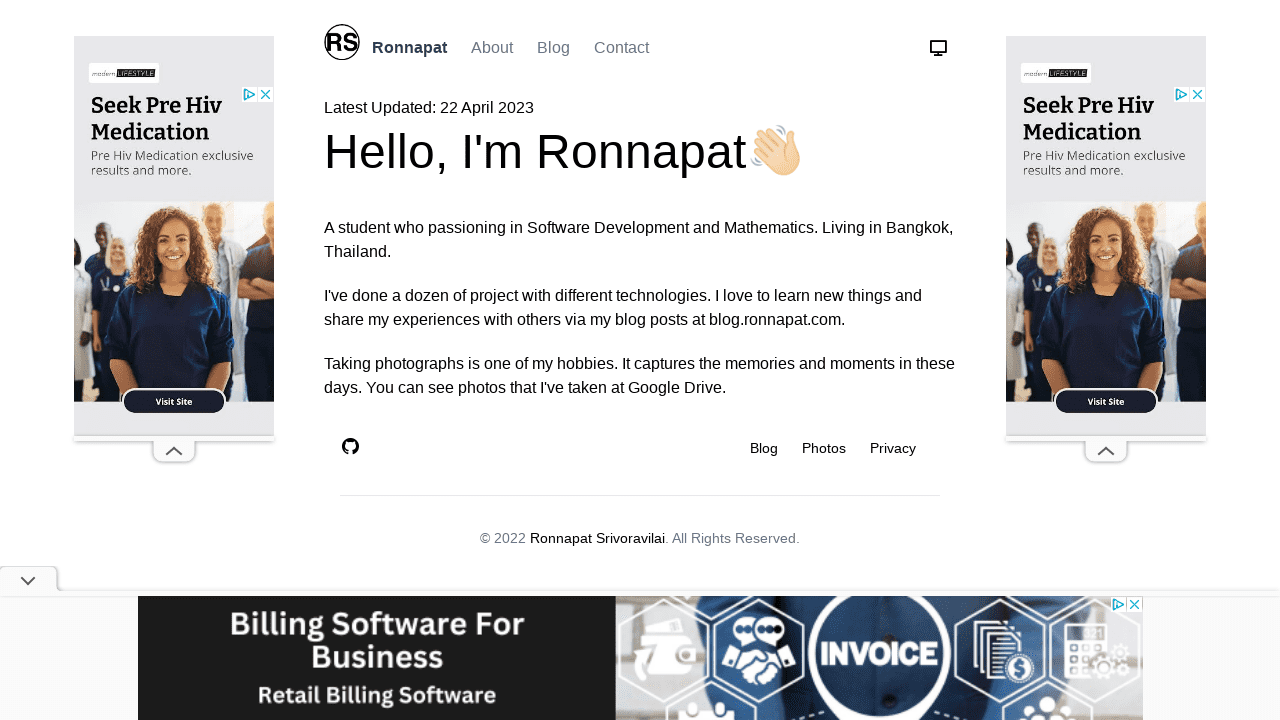 RS Ronnapat About Blog Contact
Latest Updated: 22 April 2023
Hello, I'm Ronnapat👋🏻
A student who passioning in Software Development and Mathematics. Living in Bangkok,
Thailand.
I've done a dozen of project with different technologies. I love to learn new things and
share my experiences with others via my blog posts at blog.ronnapat.com.
Taking photographs is one of my hobbies. It captures the memories and moments in these
days. You can see photos that I've taken at Google Drive.
Blog Photos Privacy
© 2022 Ronnapat Srivoravilai. All Rights Reserved.
modern LIFESTYLE
Seek Pre Hiv
Medication
Pre Hiv Medication exclusive
results and more.
Visit Site
modern LIFESTYLE
Seek Pre Hiv
Medication
Pre Hiv Medication exclusive
results and more.
Visit Site
Billing Software For
Business
Retail Billing Software
INVOICE
321